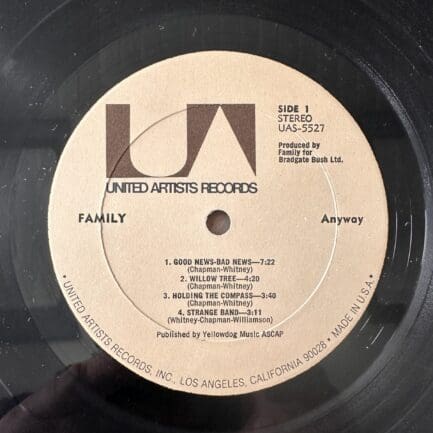 UA
SIDE 1
STEREO
UAS-5527
Produced by
Family for
Bradgate Bush Ltd.
UNITED ARTISTS RECORDS
FAMILY
Anyway
1. GOOD NEWS-BAD NEWS—7:22
(Chapman-Whitney)
2. WILLOW TREE—4:20
(Chapman-Whitney)
3. HOLDING THE COMPASS—3:40
(Chapman-Whitney)
4. STRANGE BAND—3:11
(Whitney-Chapman-Williamson)
Published by Yellowdog Music ASCAP
• UNITED ARTISTS RECORDS, INC., LOS ANGELES, CALIFORNIA 90028 • MADE IN U.S.A. •